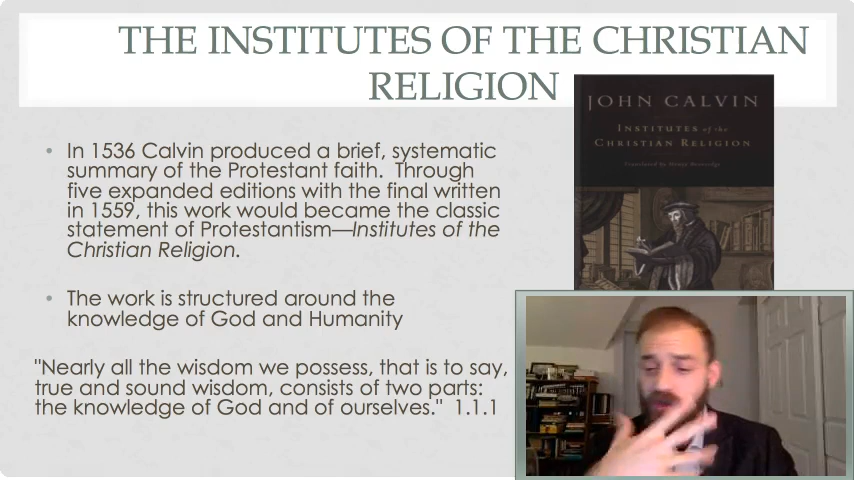 THE INSTITUTES OF THE CHRISTIAN
RELIGION
JOHN CALVIN
INSTITUTES of the
CHRISTIAN RELIGION
Translated by Henry Beveridge
• In 1536 Calvin produced a brief, systematic
summary of the Protestant faith. Through
five expanded editions with the final written
in 1559, this work would became the classic
statement of Protestantism—Institutes of the
Christian Religion.
• The work is structured around the
knowledge of God and Humanity
"Nearly all the wisdom we possess, that is to say,
true and sound wisdom, consists of two parts:
the knowledge of God and of ourselves." 1.1.1